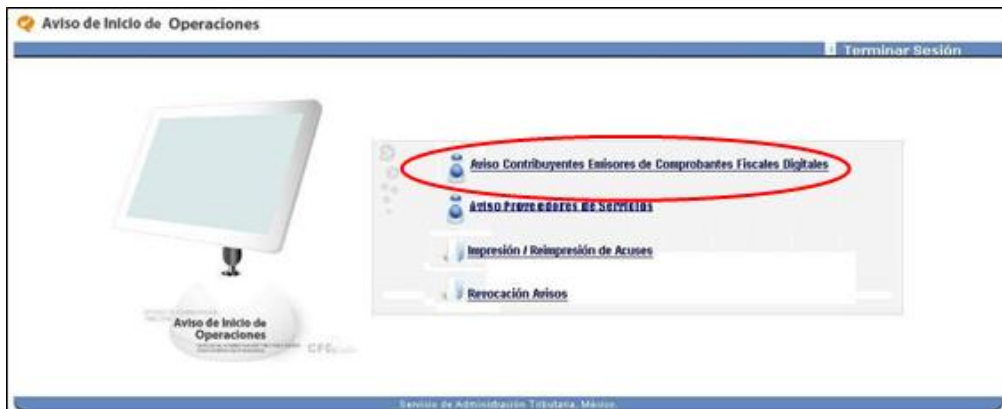 Aviso de Inicio de Operaciones
Terminar Sesión
Aviso Contribuyentes Emisores de Comprobantes Fiscales Digitales
Aviso Proveedores de Servicios
Impresión / Reimpresión de Acuses
Revocación Avisos
Aviso de Inicio de
Operaciones
Servicio de Administración Tributaria, México.